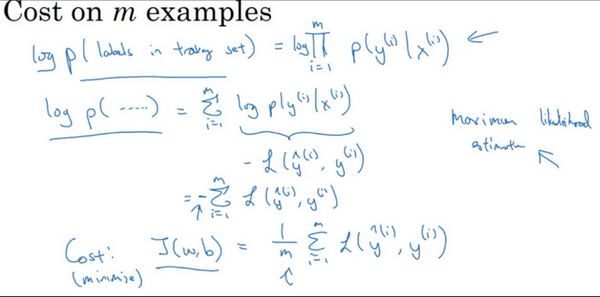 Cost on m examples
log p(labels in training set) = log ∏_{i=1}^{m} p(y^{(i)}|x^{(i)}) ←
log p(.....) = Σ_{i=1}^{m} log p(y^{(i)}|x^{(i)})
Maximum likelihood
estimation ↖
- L(ŷ^{(i)}, y^{(i)})
= - Σ_{i=1}^{m} L(ŷ^{(i)}, y^{(i)})
↑
Cost: J(w,b) = 1/m Σ_{i=1}^{m} L(ŷ^{(i)}, y^{(i)})
(minimize) ↑